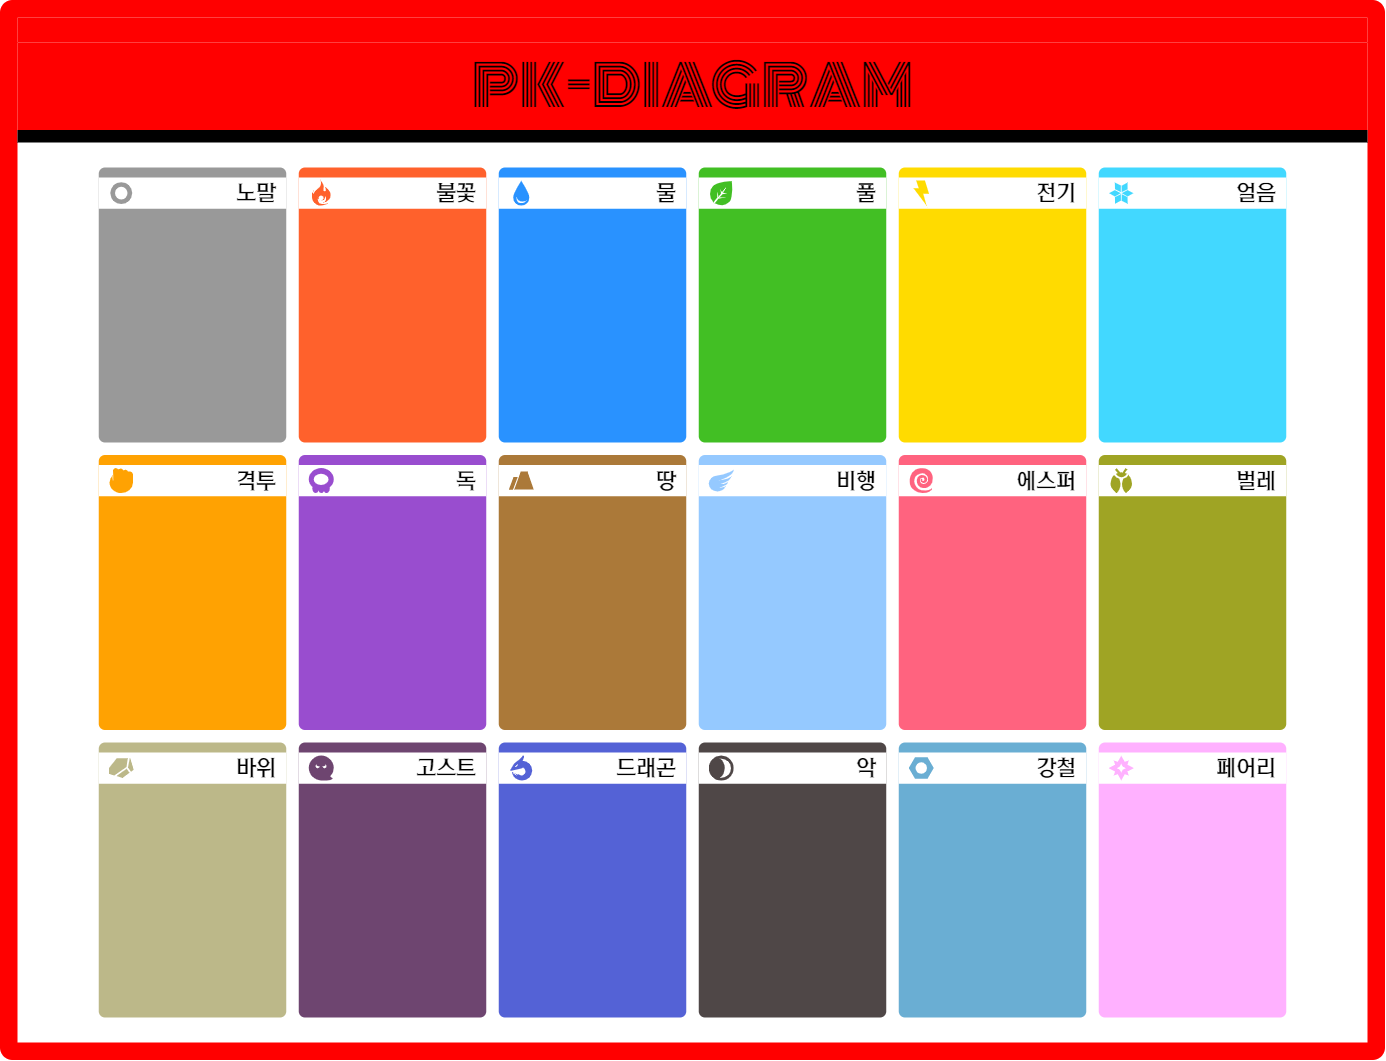 PK-DIAGRAM
노말
불꽃
물
풀
전기
얼음
격투
독
땅
비행
에스퍼
벌레
바위
고스트
드래곤
악
강철
페어리